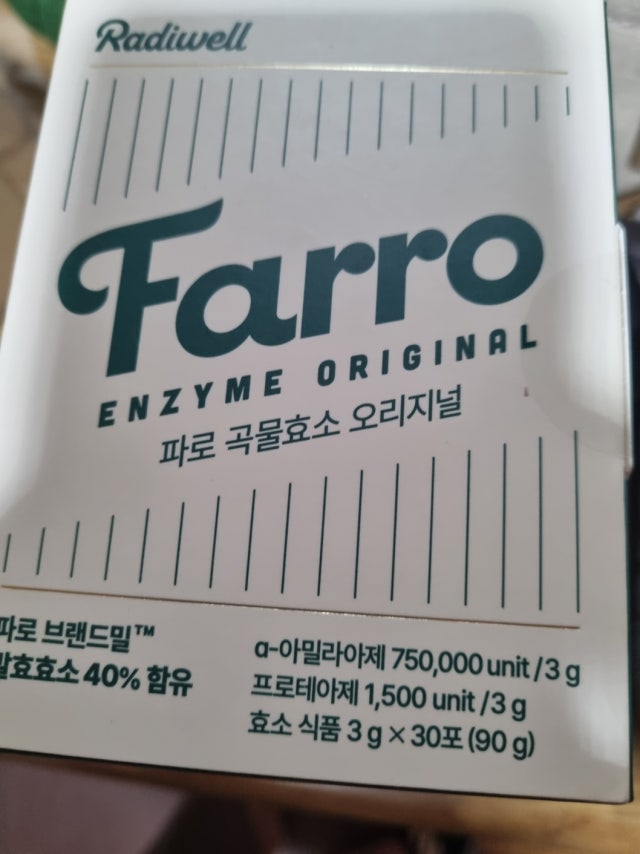 Radiwell
Farro
ENZYME ORIGINAL
파로 곡물효소 오리지널
파로 브랜드밀™
발효효소 40% 함유
α-아밀라아제 750,000 unit /3 g
프로테아제 1,500 unit /3 g
효소 식품 3 g × 30포 (90 g)